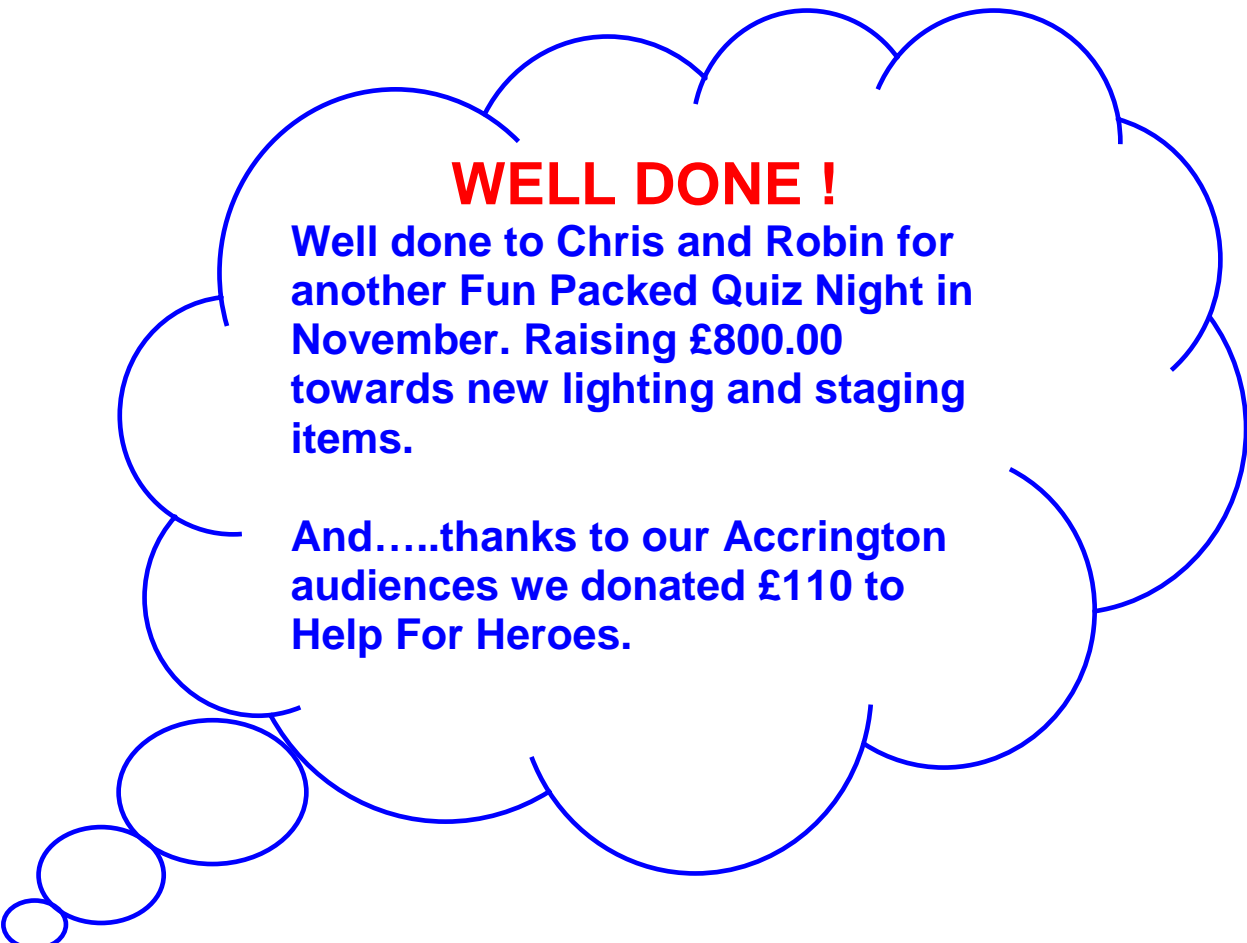 WELL DONE !
Well done to Chris and Robin for
another Fun Packed Quiz Night in
November. Raising £800.00
towards new lighting and staging
items.
And…..thanks to our Accrington
audiences we donated £110 to
Help For Heroes.